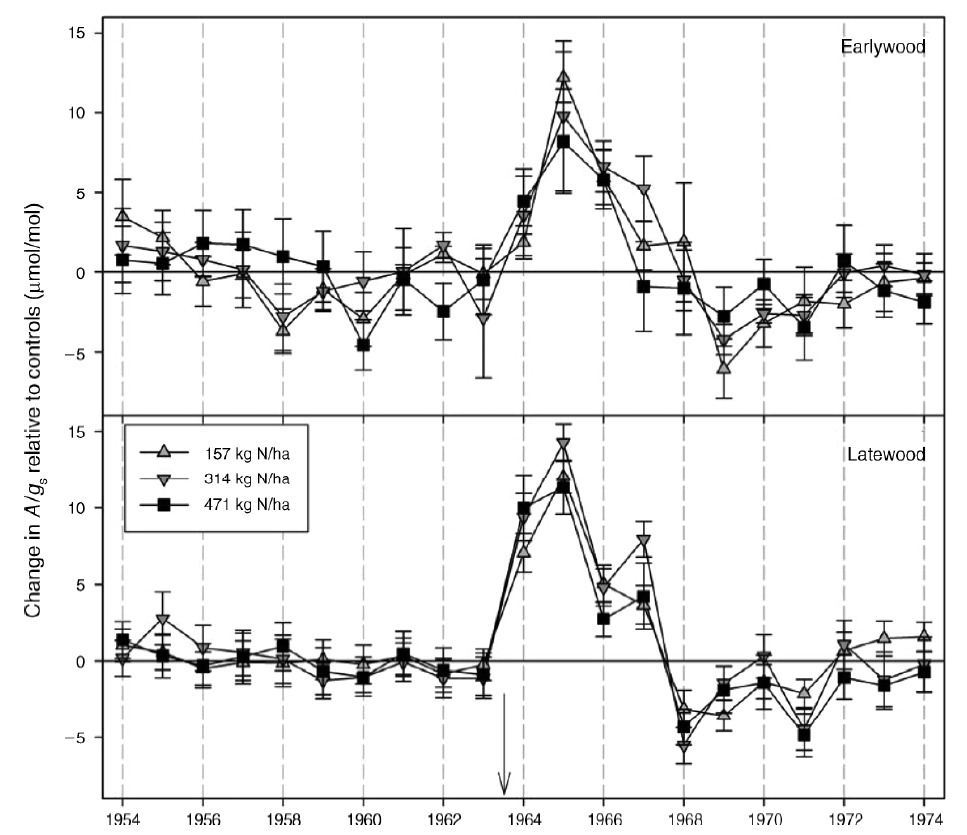 Change in A/gs relative to controls (μmol/mol)
15
Earlywood
10
5
0
−5
15
Latewood
157 kg N/ha
314 kg N/ha
471 kg N/ha
10
5
0
−5
1954 1956 1958 1960 1962 1964 1966 1968 1970 1972 1974